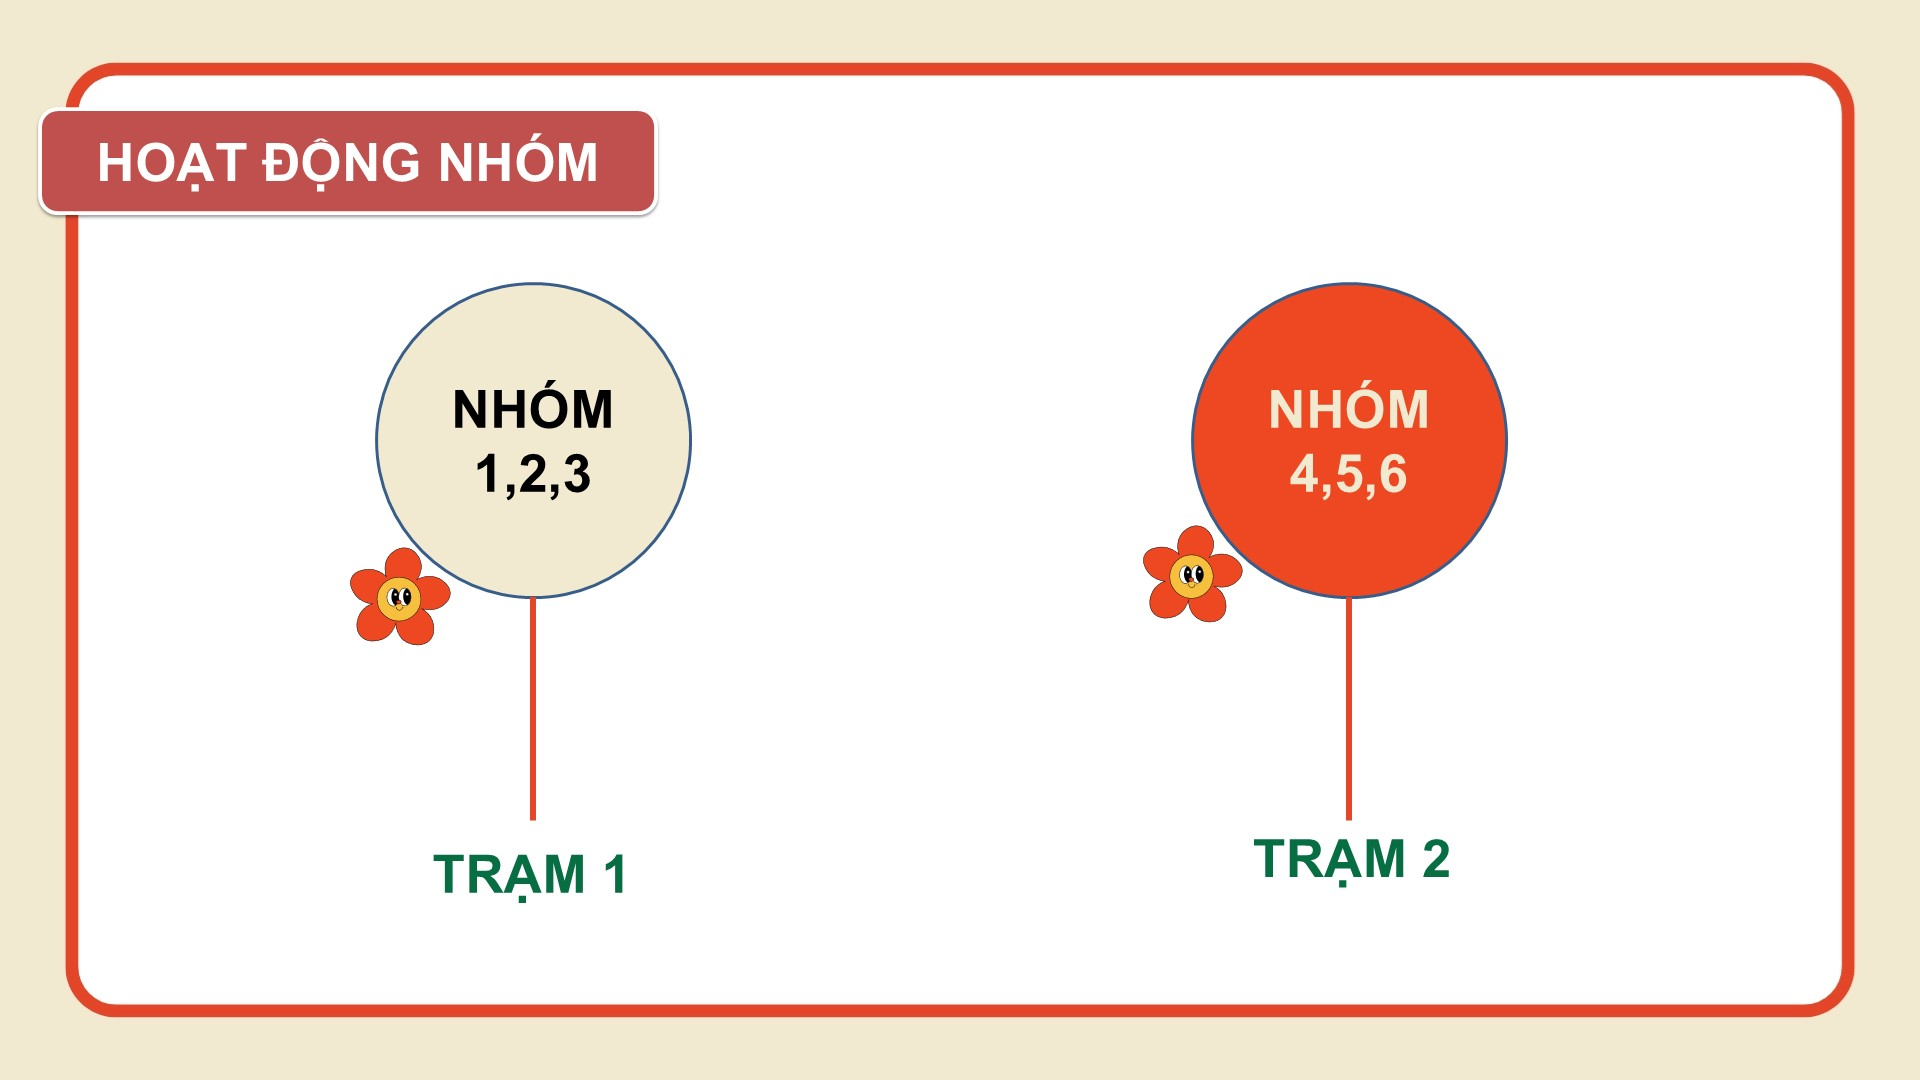 HOẠT ĐỘNG NHÓM
NHÓM
1,2,3
NHÓM
4,5,6
TRẠM 1
TRẠM 2